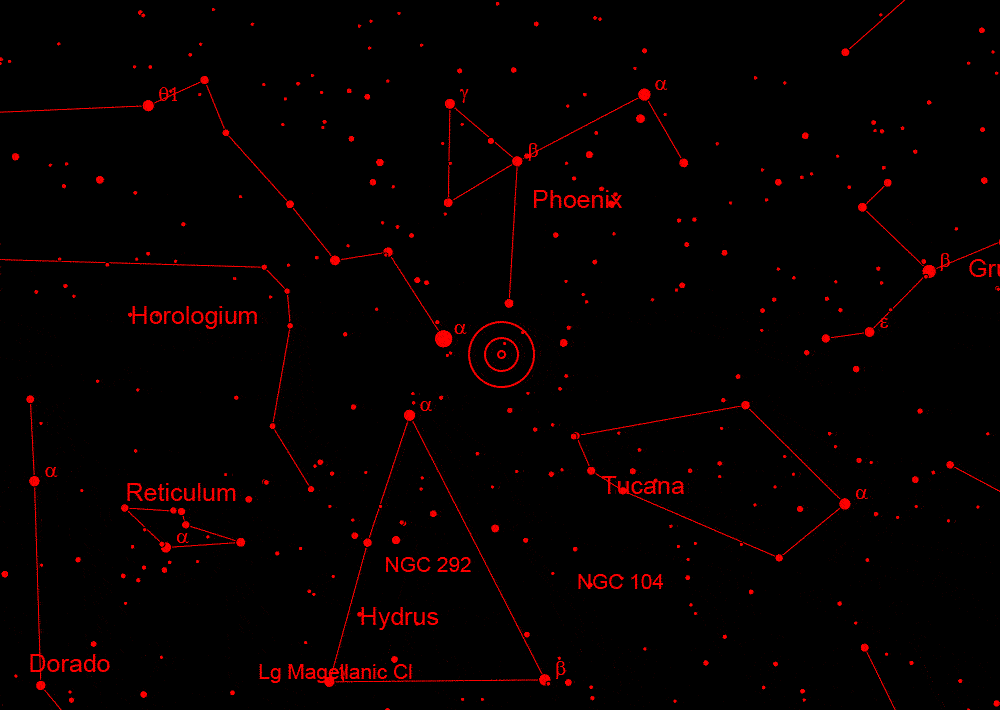 θ1
γ
α
β
Phoenix
β
Gru
Horologium
ε
α
α
α
Reticulum
Tucana
α
α
NGC 292
NGC 104
Hydrus
Dorado
Lg Magellanic Cl
β